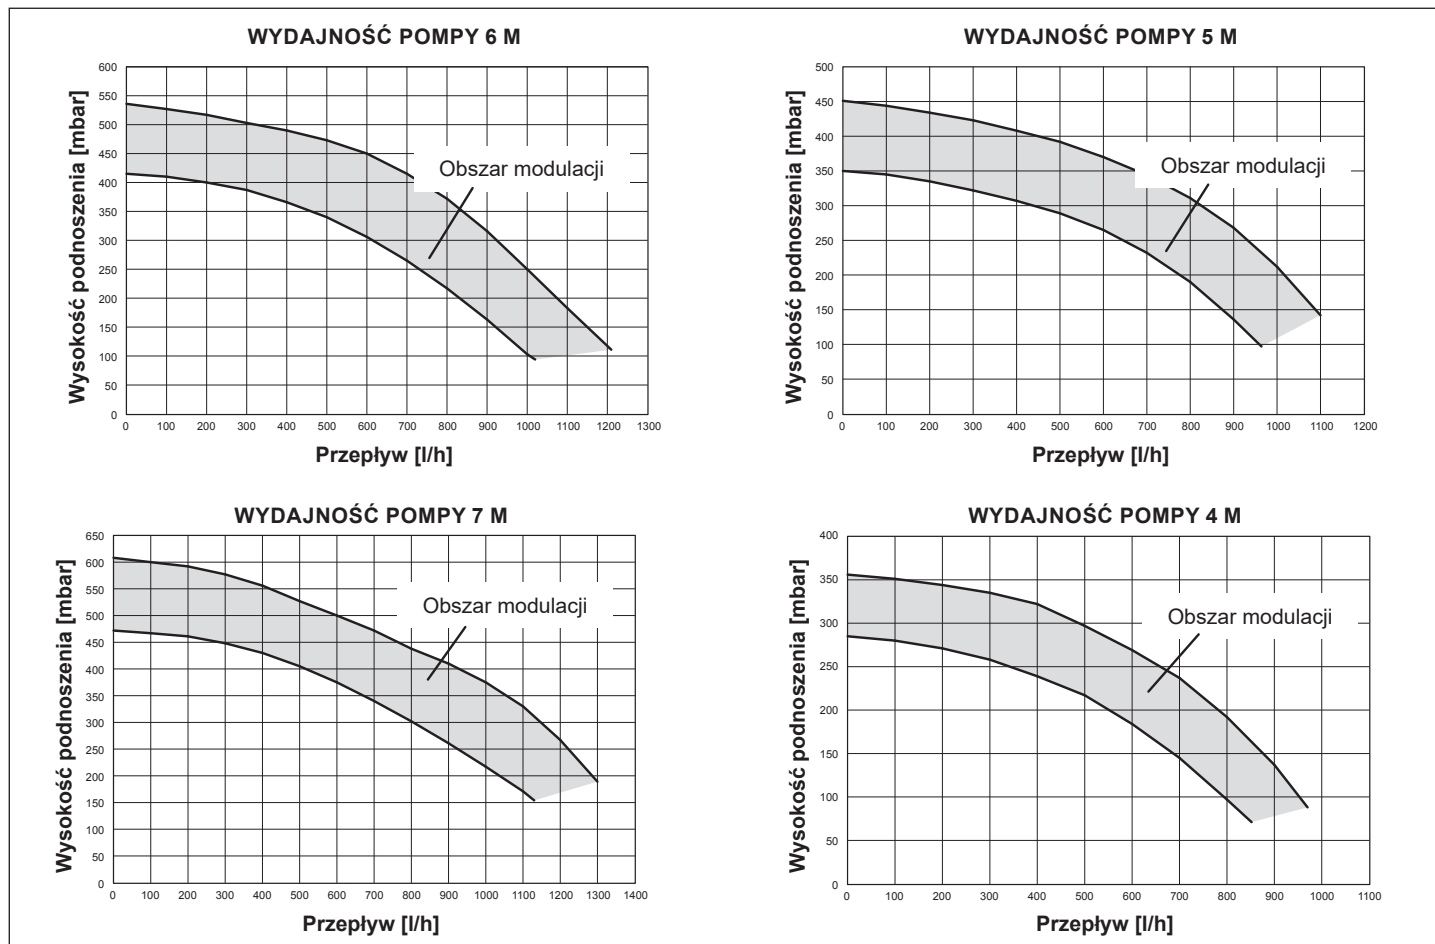 WYDAJNOŚĆ POMPY 6 M
Wysokość podnoszenia [mbar]
600
550
500
450
400
350
300
250
200
150
100
50
0
Obszar modulacji
0 100 200 300 400 500 600 700 800 900 1000 1100 1200 1300
Przepływ [l/h]
WYDAJNOŚĆ POMPY 5 M
Wysokość podnoszenia [mbar]
500
450
400
350
300
250
200
150
100
50
0
Obszar modulacji
0 100 200 300 400 500 600 700 800 900 1000 1100 1200
Przepływ [l/h]
WYDAJNOŚĆ POMPY 7 M
Wysokość podnoszenia [mbar]
650
600
550
500
450
400
350
300
250
200
150
100
50
0
Obszar modulacji
0 100 200 300 400 500 600 700 800 900 1000 1100 1200 1300 1400
Przepływ [l/h]
WYDAJNOŚĆ POMPY 4 M
Wysokość podnoszenia [mbar]
400
350
300
250
200
150
100
50
0
Obszar modulacji
0 100 200 300 400 500 600 700 800 900 1000 1100
Przepływ [l/h]